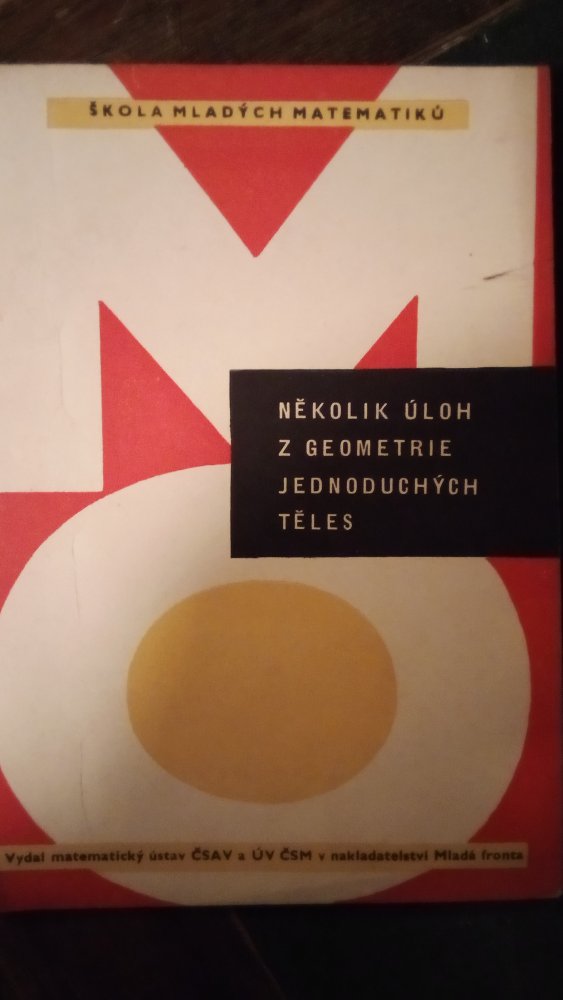 ŠKOLA MLADÝCH MATEMATIKŮ
NĚKOLIK ÚLOH
Z GEOMETRIE
JEDNODUCHÝCH
TĚLES
Vydal matematický ústav ČSAV a ÚV ČSM v nakladatelství Mladá fronta